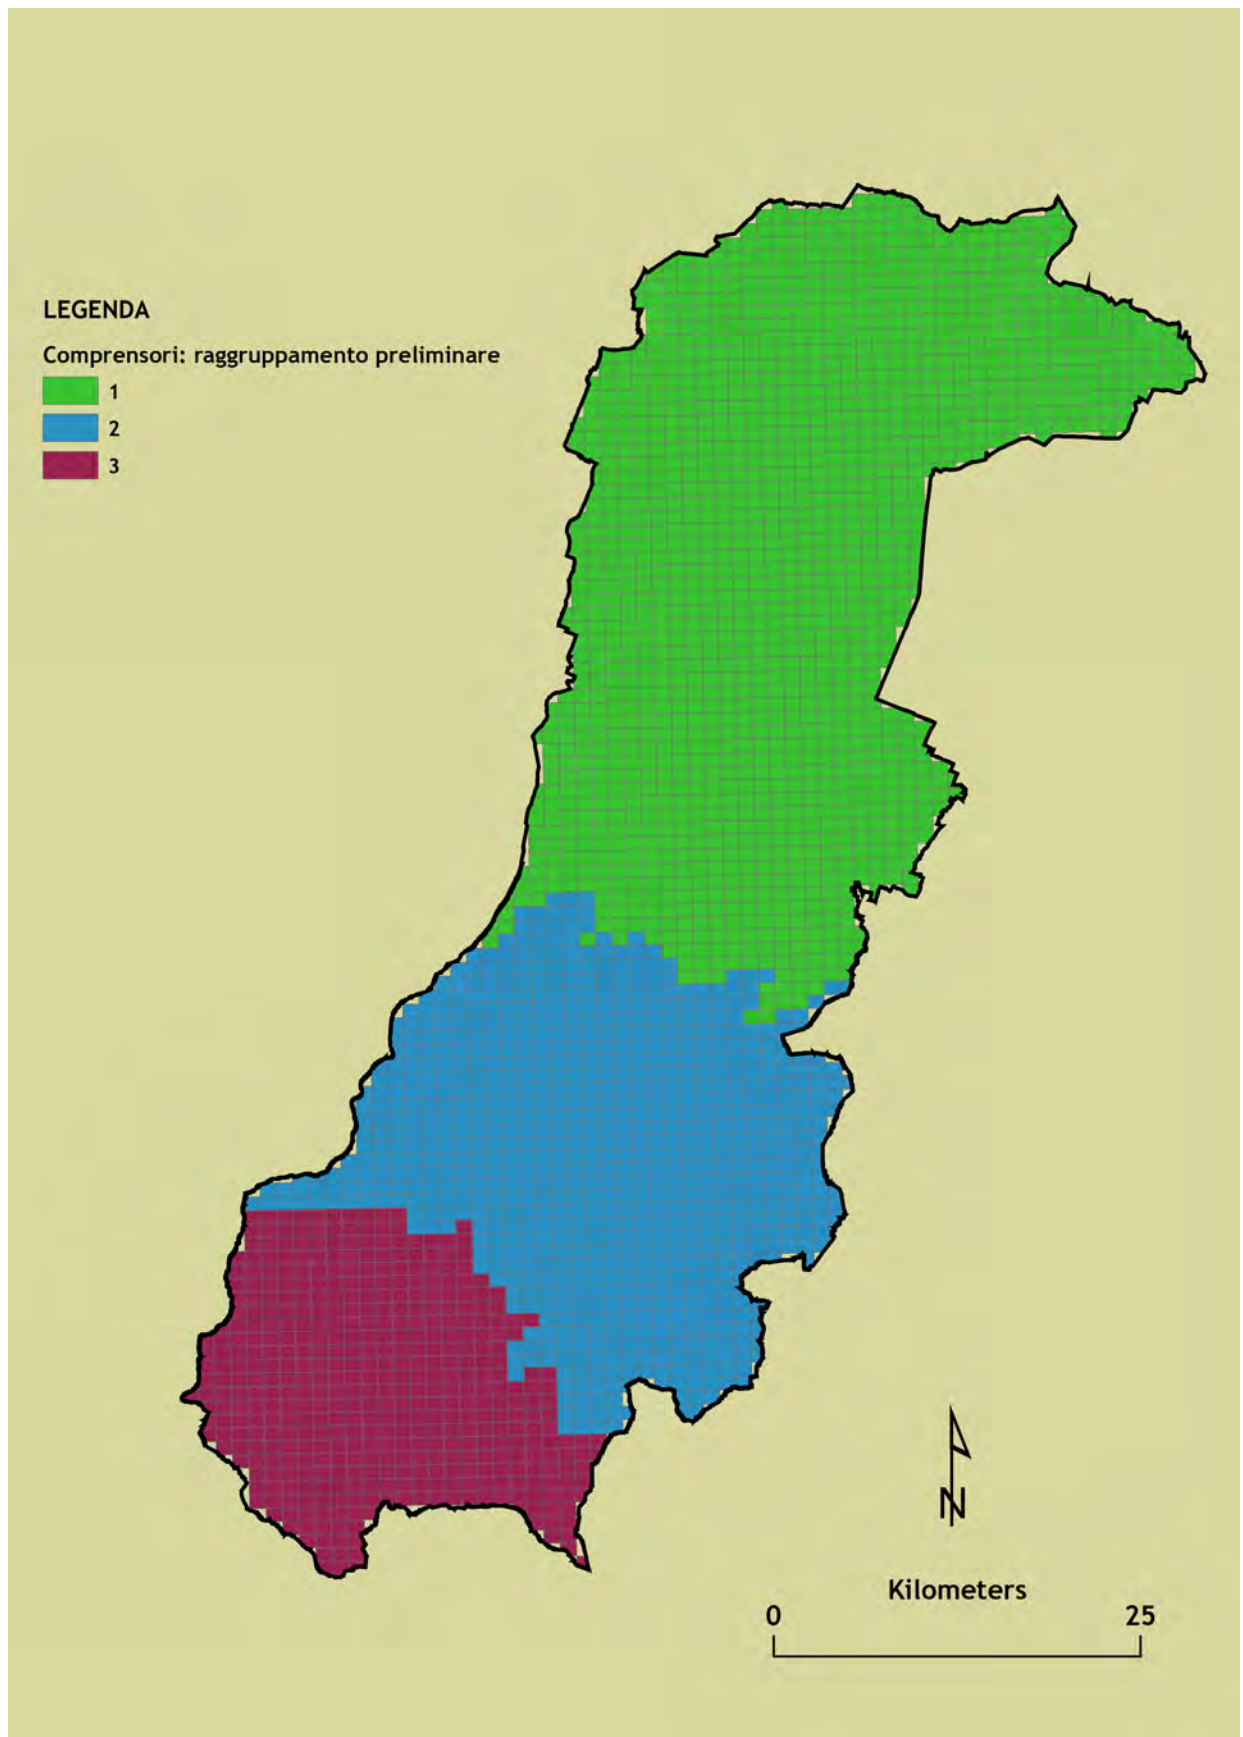 LEGENDA
Comprensori: raggruppamento preliminare
1
2
3
N
Kilometers
0 25